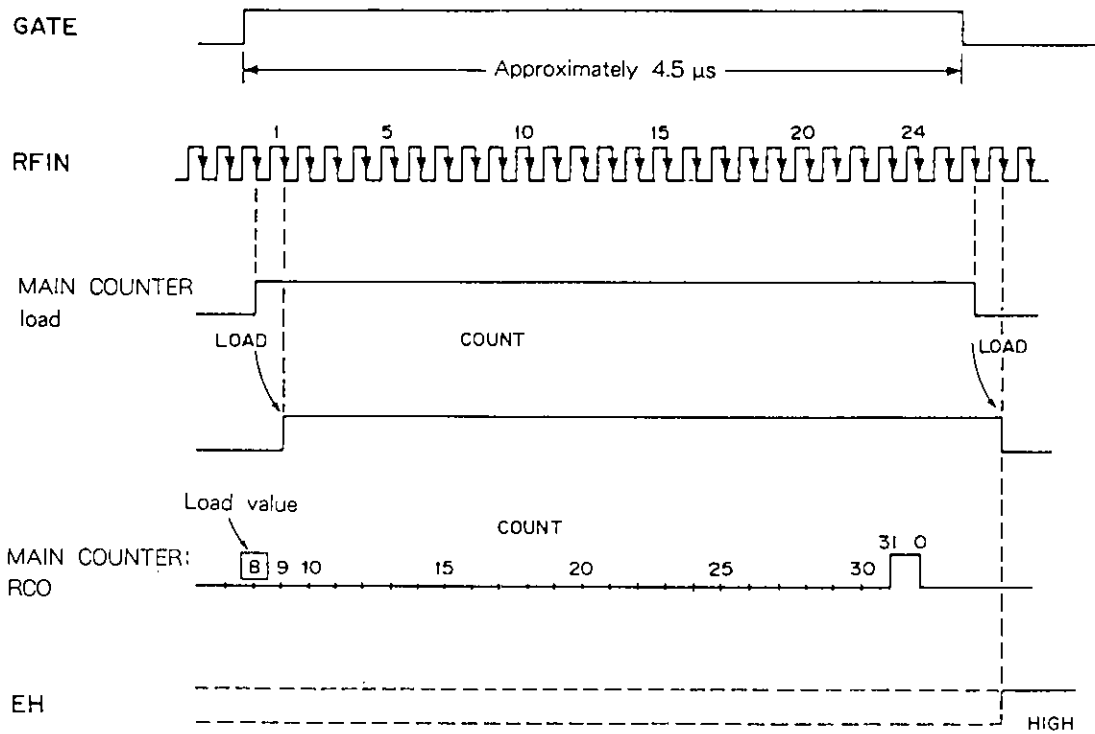 GATE
Approximately 4.5 µs
1 5 10 15 20 24
RFIN
MAIN COUNTER
load
LOAD COUNT LOAD
Load value
COUNT
31 0
MAIN COUNTER:
8 9 10 15 20 25 30
RCO
EH
HIGH